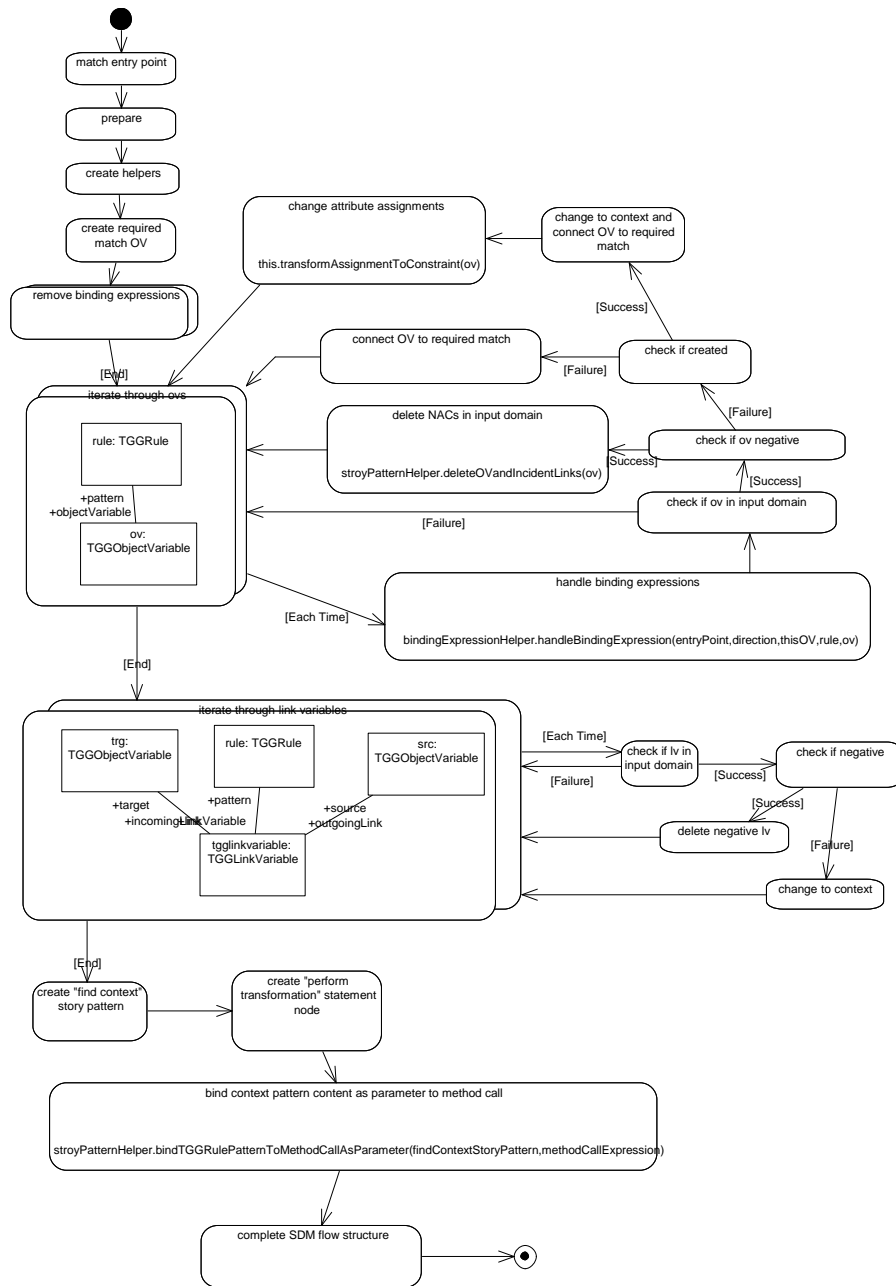 match entry point
prepare
create helpers
create required
match OV
remove binding expressions
change attribute assignments
this.transformAssignmentToConstraint(ov)
change to context and
connect OV to required
match
[Success]
connect OV to required match
check if created
[Failure]
[End]
iterate through ovs
rule: TGGRule
+pattern
+objectVariable
ov:
TGGObjectVariable
[Failure]
delete NACs in input domain
stroyPatternHelper.deleteOVandIncidentLinks(ov)
check if ov negative
[Success]
[Success]
check if ov in input domain
[Failure]
handle binding expressions
bindingExpressionHelper.handleBindingExpression(entryPoint,direction,thisOV,rule,ov)
[Each Time]
[End]
iterate through link variables
trg:
TGGObjectVariable
rule: TGGRule
src:
TGGObjectVariable
+target
+incomingLink
+pattern
+linkVariable
+source
+outgoingLink
tgglinkvariable:
TGGLinkVariable
[Each Time]
[Failure]
check if lv in
input domain
[Success]
check if negative
[Success]
delete negative lv
[Failure]
change to context
[End]
create "find context"
story pattern
create "perform
transformation" statement
node
bind context pattern content as parameter to method call
stroyPatternHelper.bindTGGRulePatternToMethodCallAsParameter(findContextStoryPattern,methodCallExpression)
complete SDM flow structure